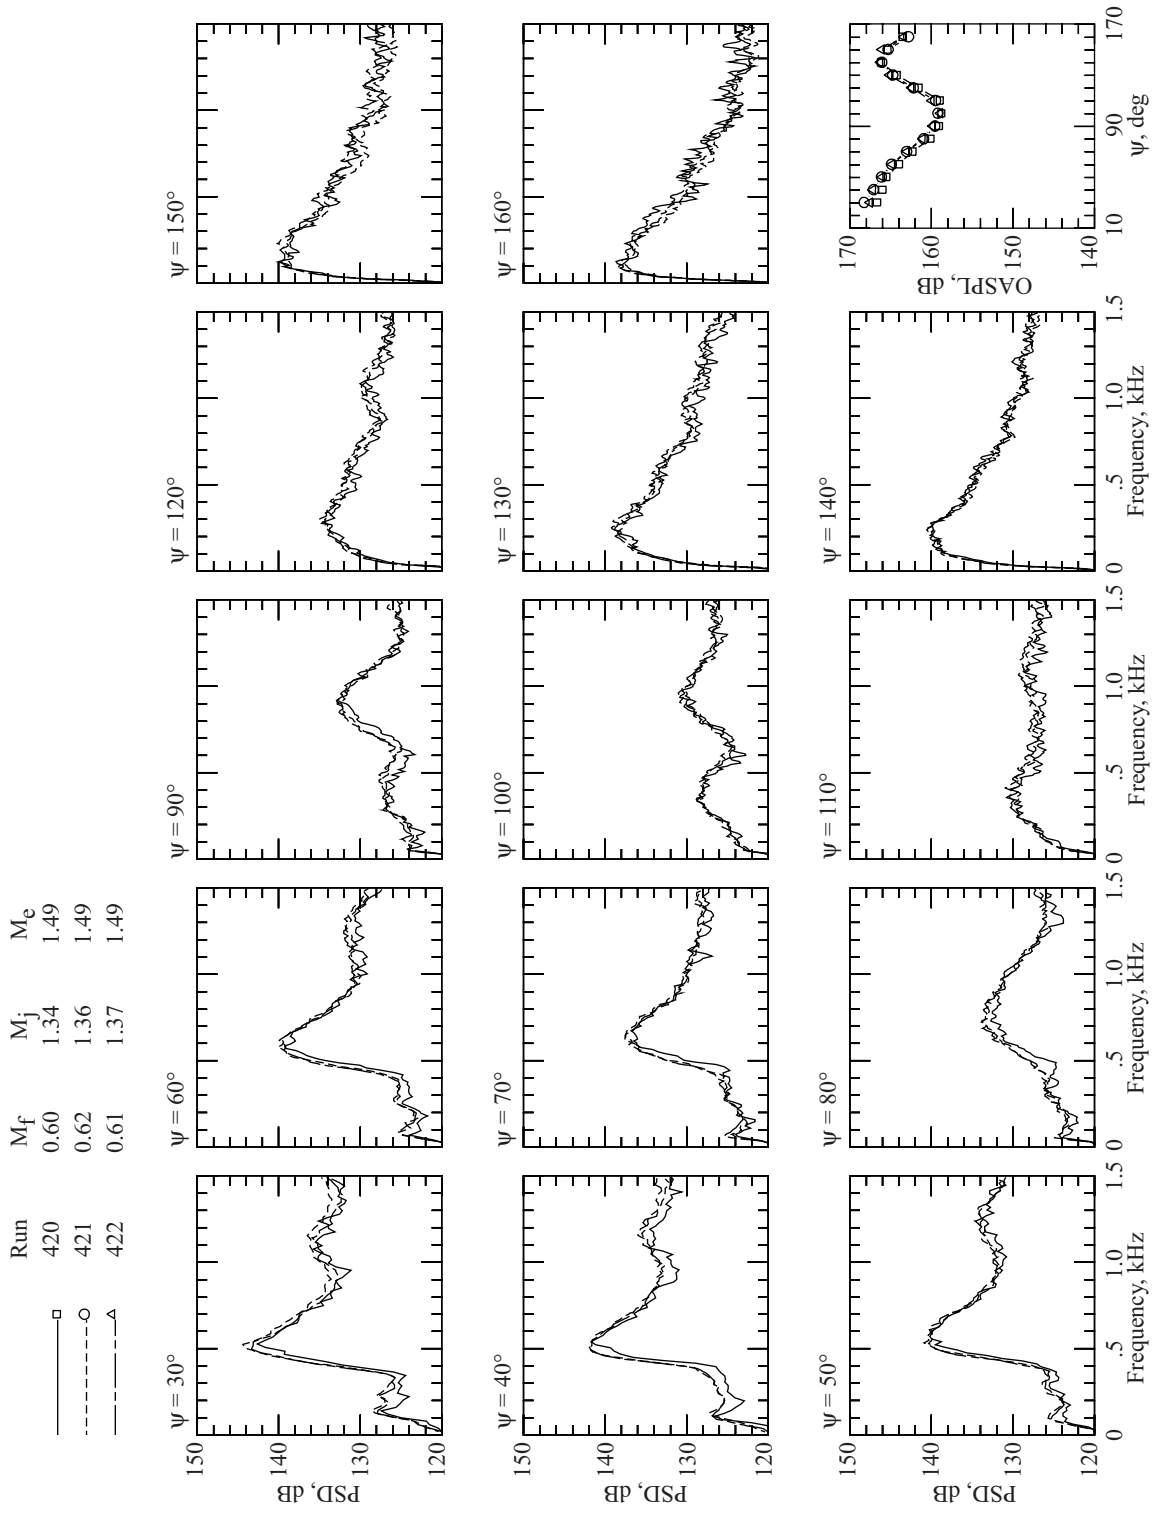 Run M_f M_j M_e
420 0.60 1.34 1.49
421 0.62 1.36 1.49
422 0.61 1.37 1.49
ψ = 30°
ψ = 60°
ψ = 90°
ψ = 120°
ψ = 150°
150
140
130
120
PSD, dB
ψ = 40°
ψ = 70°
ψ = 100°
ψ = 130°
ψ = 160°
150
140
130
120
PSD, dB
ψ = 50°
ψ = 80°
ψ = 110°
ψ = 140°
150
140
130
120
PSD, dB
0 .5 1.0 1.5
Frequency, kHz
0 .5 1.0 1.5
Frequency, kHz
0 .5 1.0 1.5
Frequency, kHz
0 .5 1.0 1.5
Frequency, kHz
170
160
150
140
OASPL, dB
10 90 170
ψ, deg